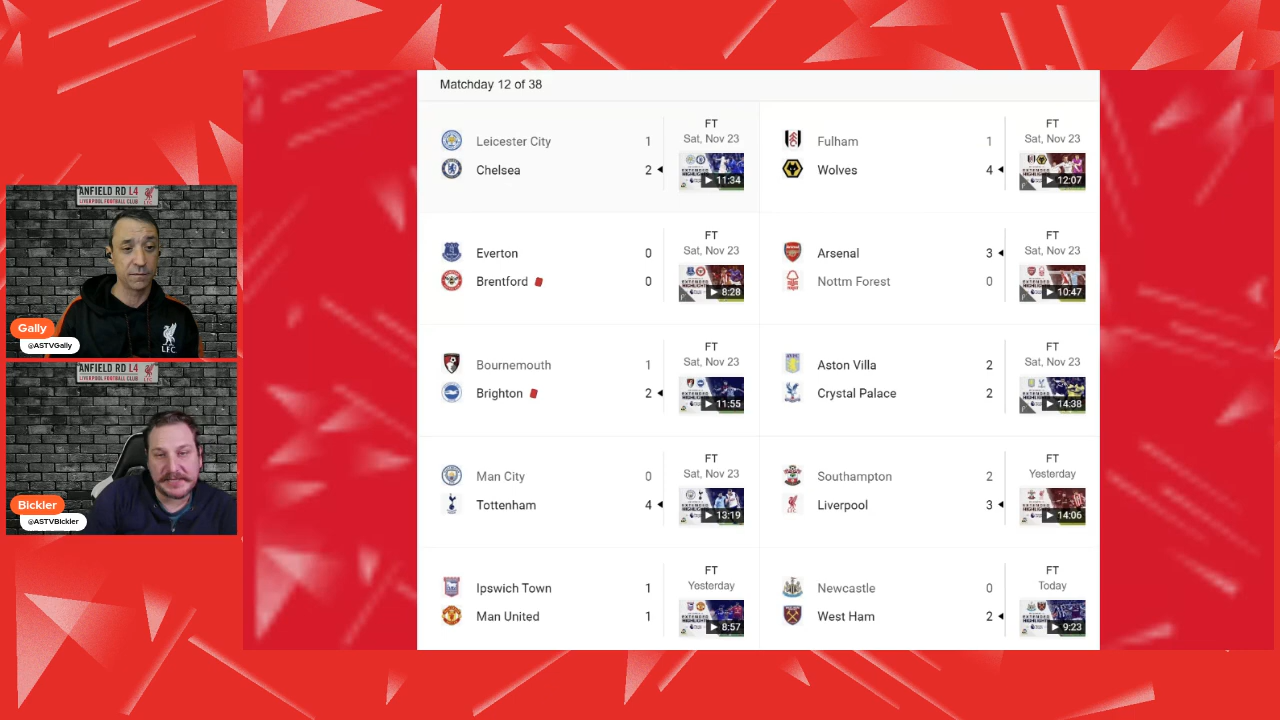 Matchday 12 of 38
Leicester City 1
Chelsea 2
FT
Sat, Nov 23
11:34
Fulham 1
Wolves 4
FT
Sat, Nov 23
12:07
Everton 0
Brentford 0
FT
Sat, Nov 23
8:28
Arsenal 3
Nottm Forest 0
FT
Sat, Nov 23
10:47
Bournemouth 1
Brighton 2
FT
Sat, Nov 23
11:55
Aston Villa 2
Crystal Palace 2
FT
Sat, Nov 23
14:38
Man City 0
Tottenham 4
FT
Sat, Nov 23
13:19
Southampton 2
Liverpool 3
FT
Yesterday
14:06
Ipswich Town 1
Man United 1
FT
Yesterday
8:57
Newcastle 0
West Ham 2
FT
Today
9:23
ANFIELD RD L4
LIVERPOOL FOOTBALL CLUB
L.F.C.
Gally
@ASTVGally
ANFIELD RD L4
LIVERPOOL FOOTBALL CLUB
Bickler
@ASTVBickler